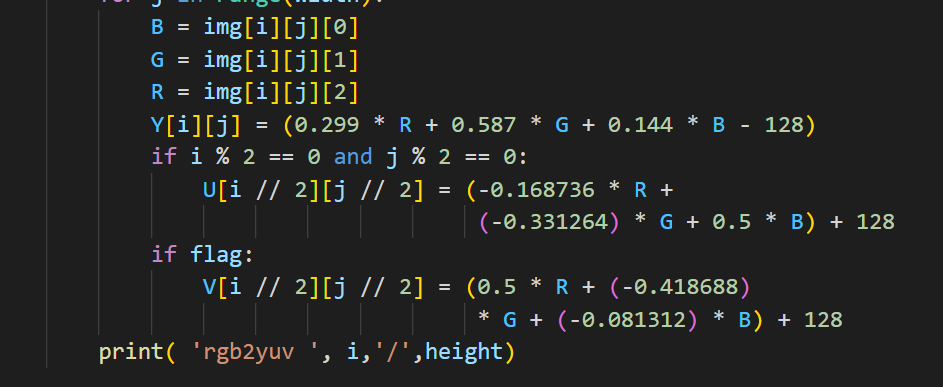 for j in range(width):
B = img[i][j][0]
G = img[i][j][1]
R = img[i][j][2]
Y[i][j] = (0.299 * R + 0.587 * G + 0.144 * B - 128)
if i % 2 == 0 and j % 2 == 0:
U[i // 2][j // 2] = (-0.168736 * R +
(-0.331264) * G + 0.5 * B) + 128
if flag:
V[i // 2][j // 2] = (0.5 * R + (-0.418688)
* G + (-0.081312) * B) + 128
print( 'rgb2yuv ', i,'/',height)